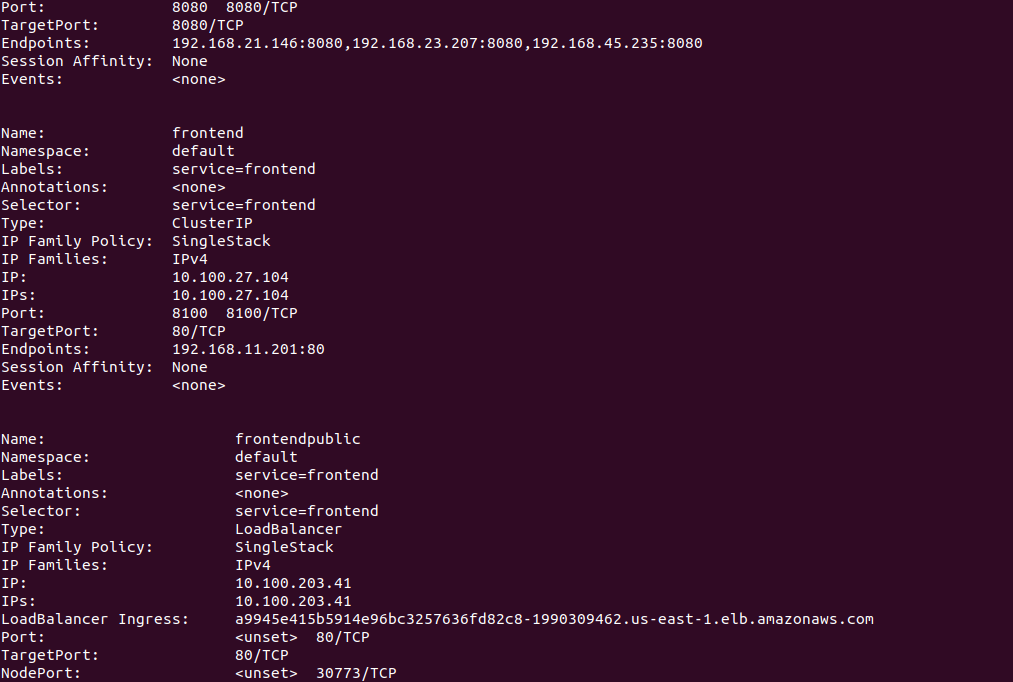 Port:              8080  8080/TCP
TargetPort:        8080/TCP
Endpoints:         192.168.21.146:8080,192.168.23.207:8080,192.168.45.235:8080
Session Affinity:  None
Events:            <none>
Name:              frontend
Namespace:         default
Labels:            service=frontend
Annotations:       <none>
Selector:          service=frontend
Type:              ClusterIP
IP Family Policy:  SingleStack
IP Families:       IPv4
IP:                10.100.27.104
IPs:               10.100.27.104
Port:              8100  8100/TCP
TargetPort:        80/TCP
Endpoints:         192.168.11.201:80
Session Affinity:  None
Events:            <none>
Name:                     frontendpublic
Namespace:                default
Labels:                   service=frontend
Annotations:              <none>
Selector:                 service=frontend
Type:                     LoadBalancer
IP Family Policy:         SingleStack
IP Families:              IPv4
IP:                       10.100.203.41
IPs:                      10.100.203.41
LoadBalancer Ingress:     a9945e415b5914e96bc3257636fd82c8-1990309462.us-east-1.elb.amazonaws.com
Port:                     <unset>  80/TCP
TargetPort:               80/TCP
NodePort:                 <unset>  30773/TCP